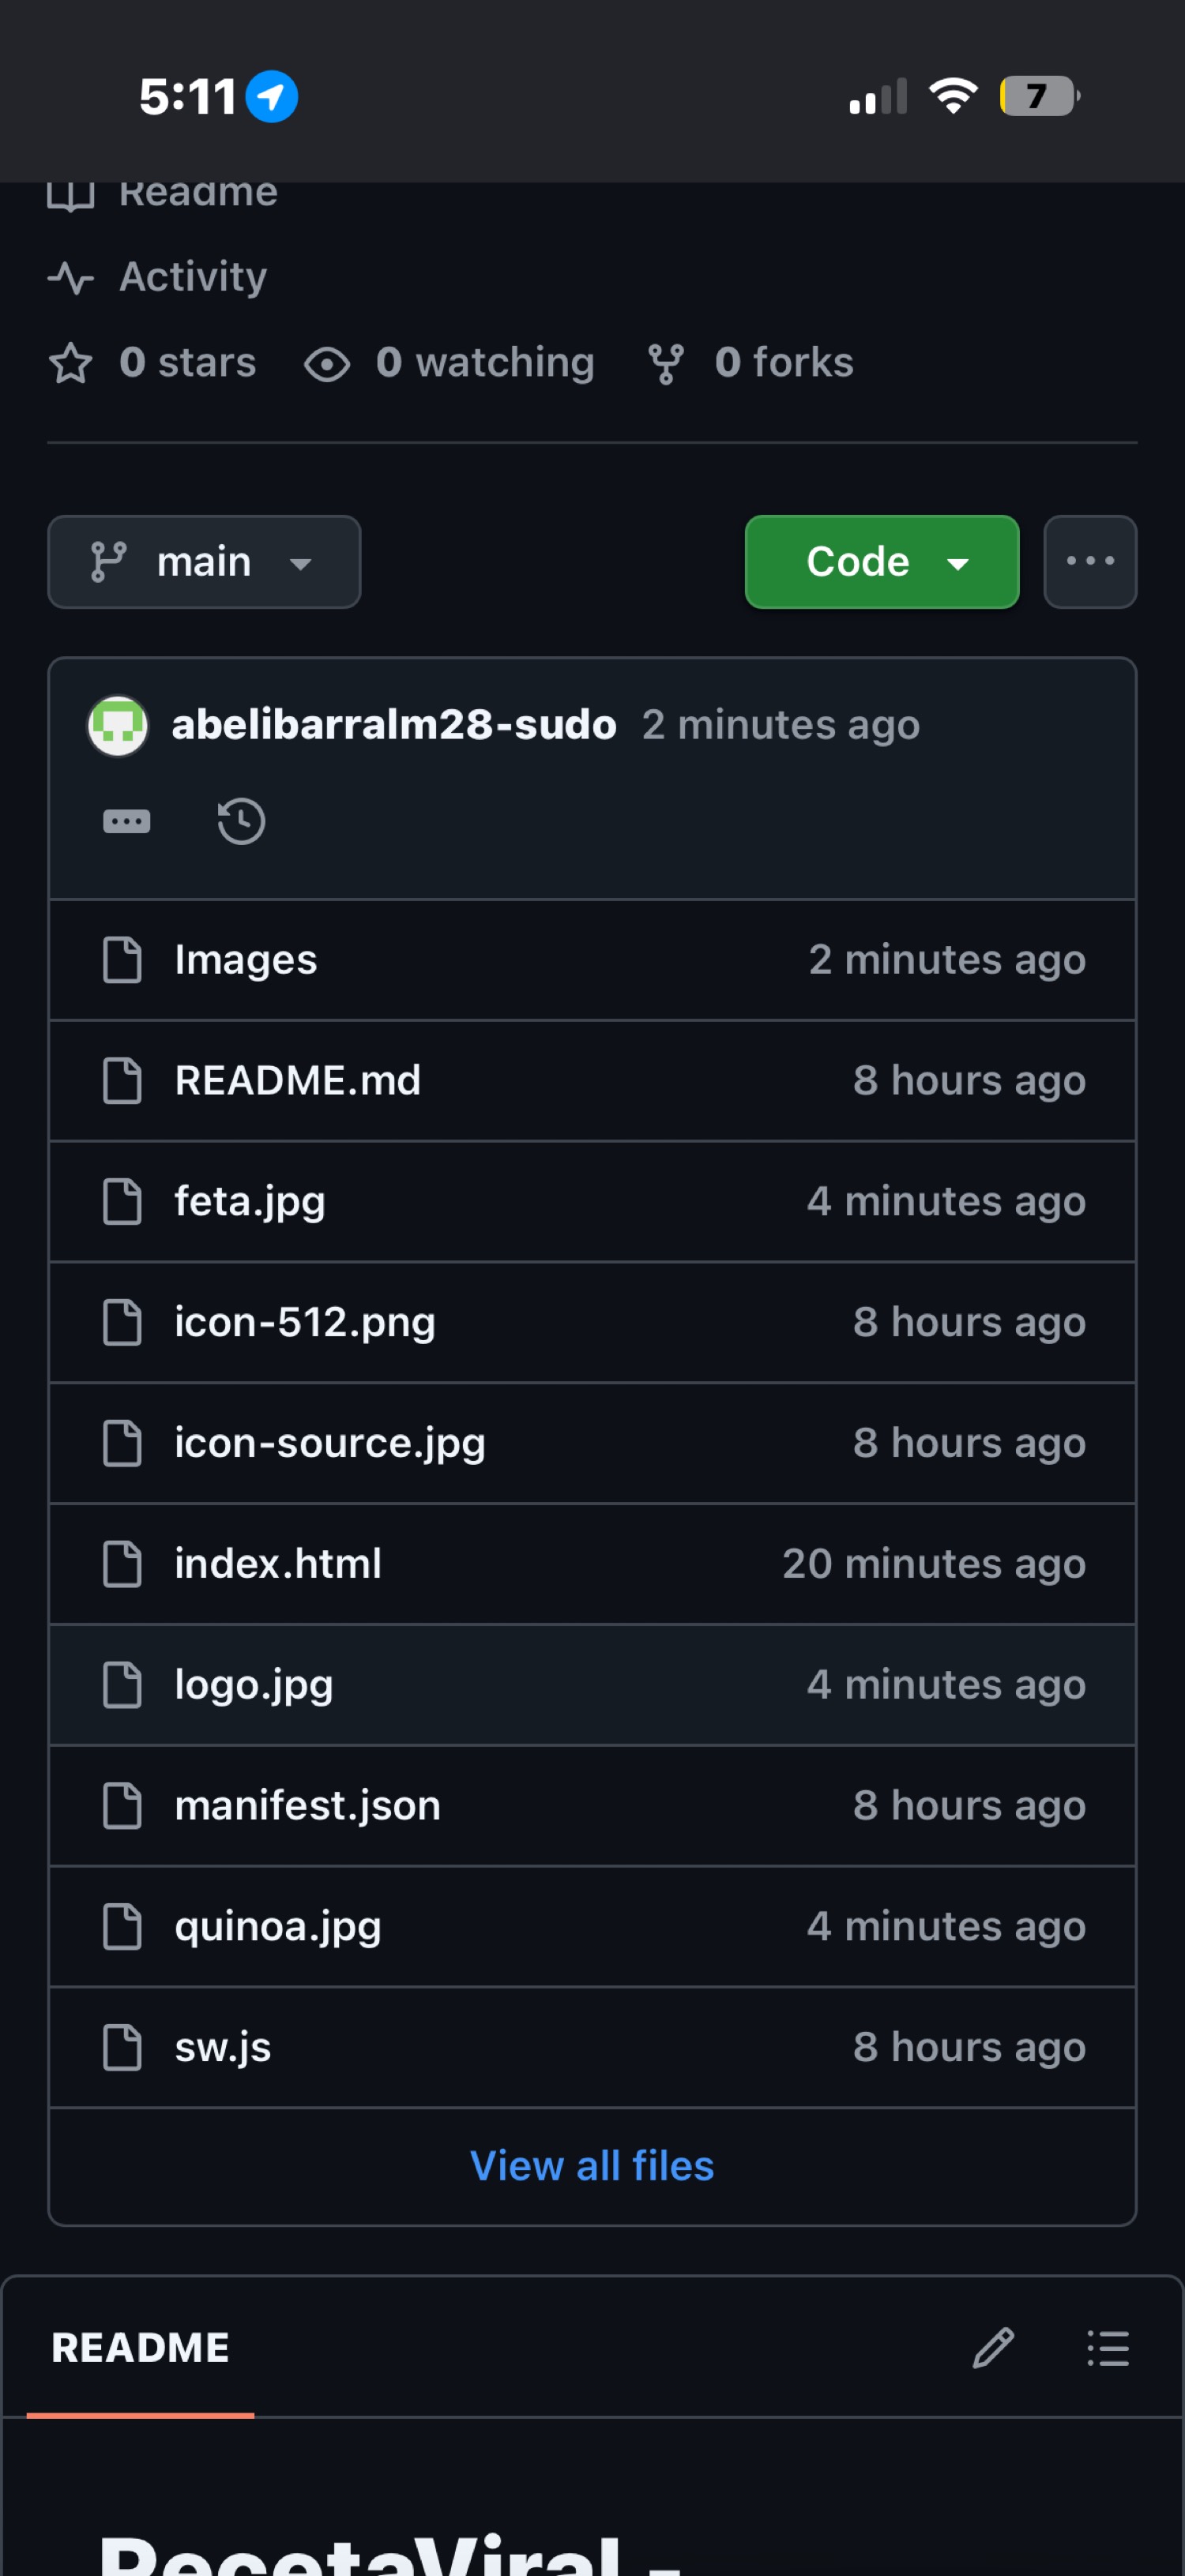 5:11
7
Readme
Activity
0 stars 0 watching 0 forks
main
Code
abelibarralm28-sudo 2 minutes ago
Images 2 minutes ago
README.md 8 hours ago
feta.jpg 4 minutes ago
icon-512.png 8 hours ago
icon-source.jpg 8 hours ago
index.html 20 minutes ago
logo.jpg 4 minutes ago
manifest.json 8 hours ago
quinoa.jpg 4 minutes ago
sw.js 8 hours ago
View all files
README
RecetaViral -